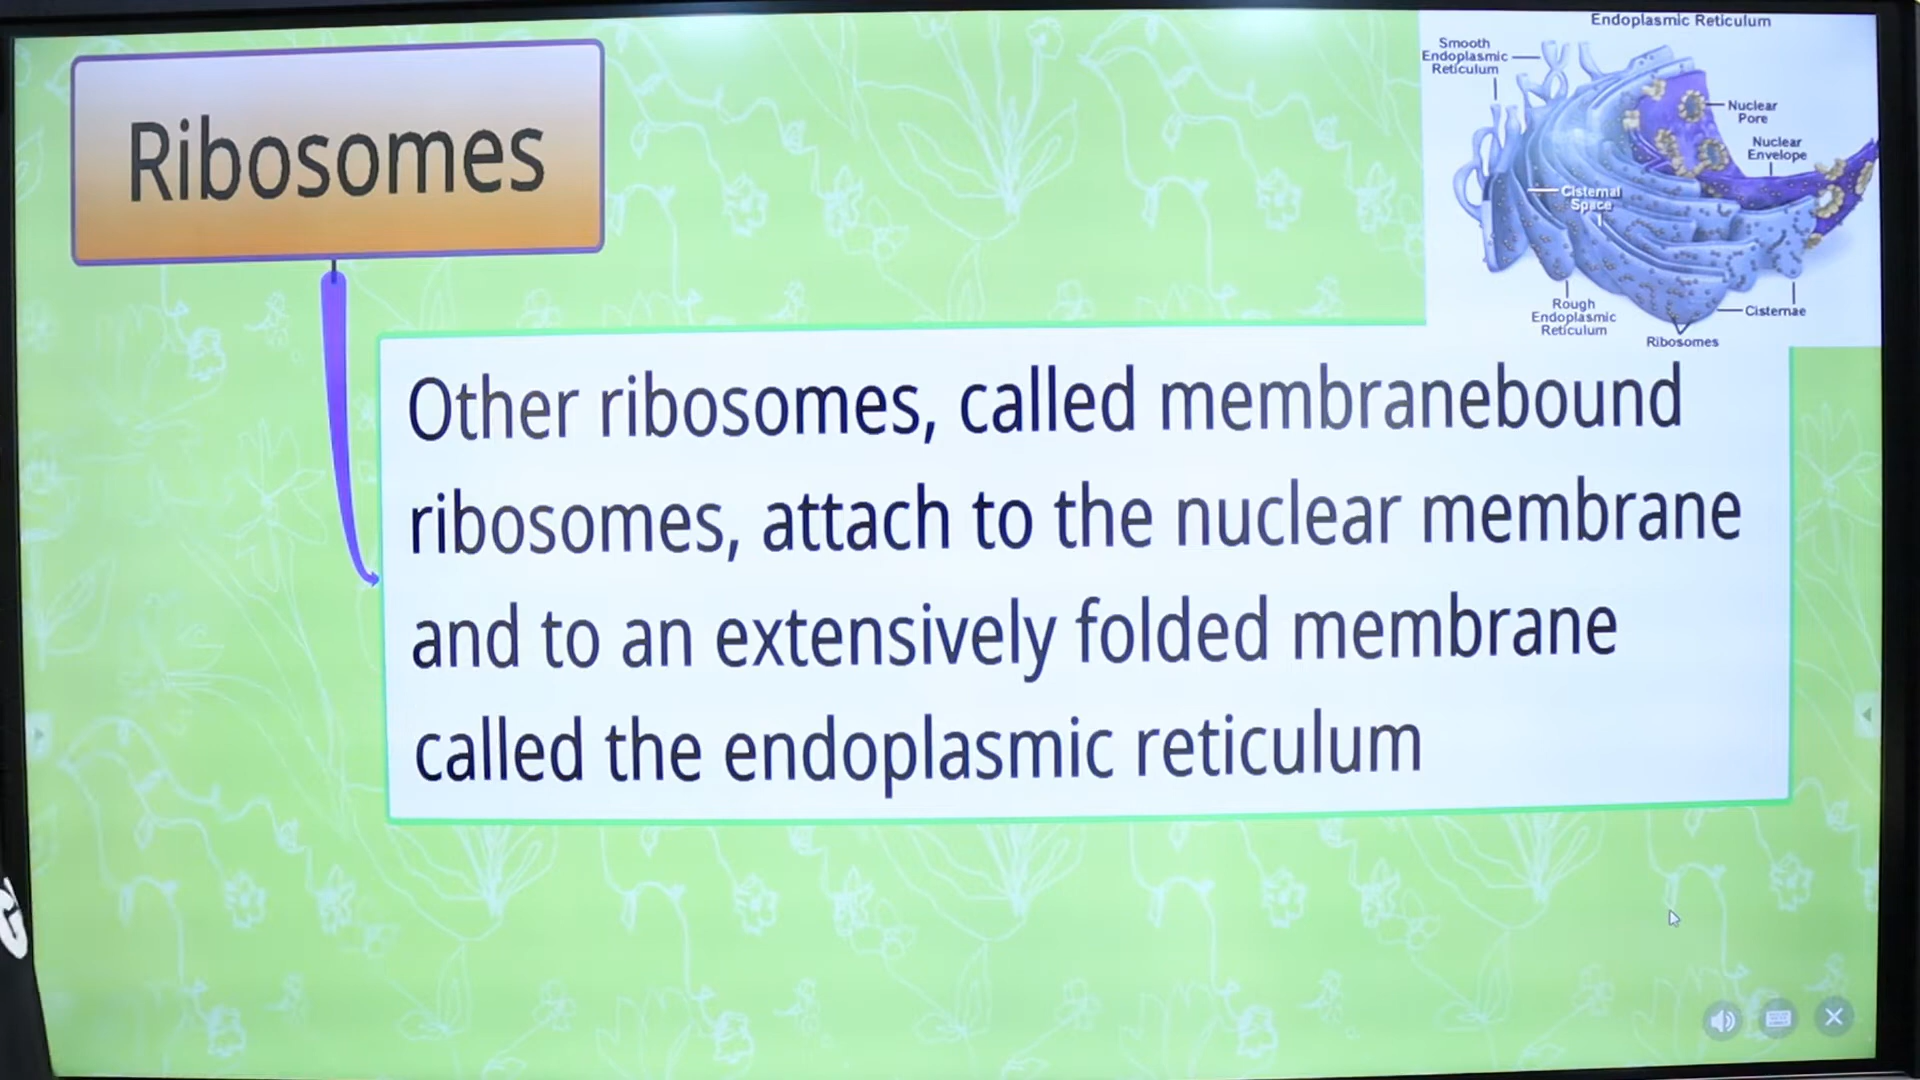 Ribosomes
Endoplasmic Reticulum
Smooth
Endoplasmic
Reticulum
Nuclear
Pore
Nuclear
Envelope
Cisternal
Space
Rough
Endoplasmic
Reticulum
Cisternae
Ribosomes
Other ribosomes, called membranebound
ribosomes, attach to the nuclear membrane
and to an extensively folded membrane
called the endoplasmic reticulum